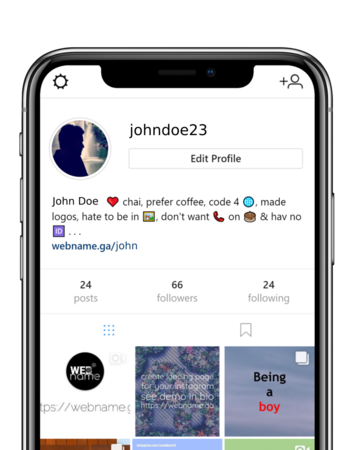 johndoe23
Edit Profile
John Doe ❤️ chai, prefer coffee, code 4 🌐, made
logos, hate to be in 🖼️, don't want 📞 on 🍔 & hav no
🆔 ...
webname.ga/john
24
posts
66
followers
24
following
WEB
name
tps://webname.g
create landing page
for your instagram
see demo in bio
https://webname.ga
Being
a
boy